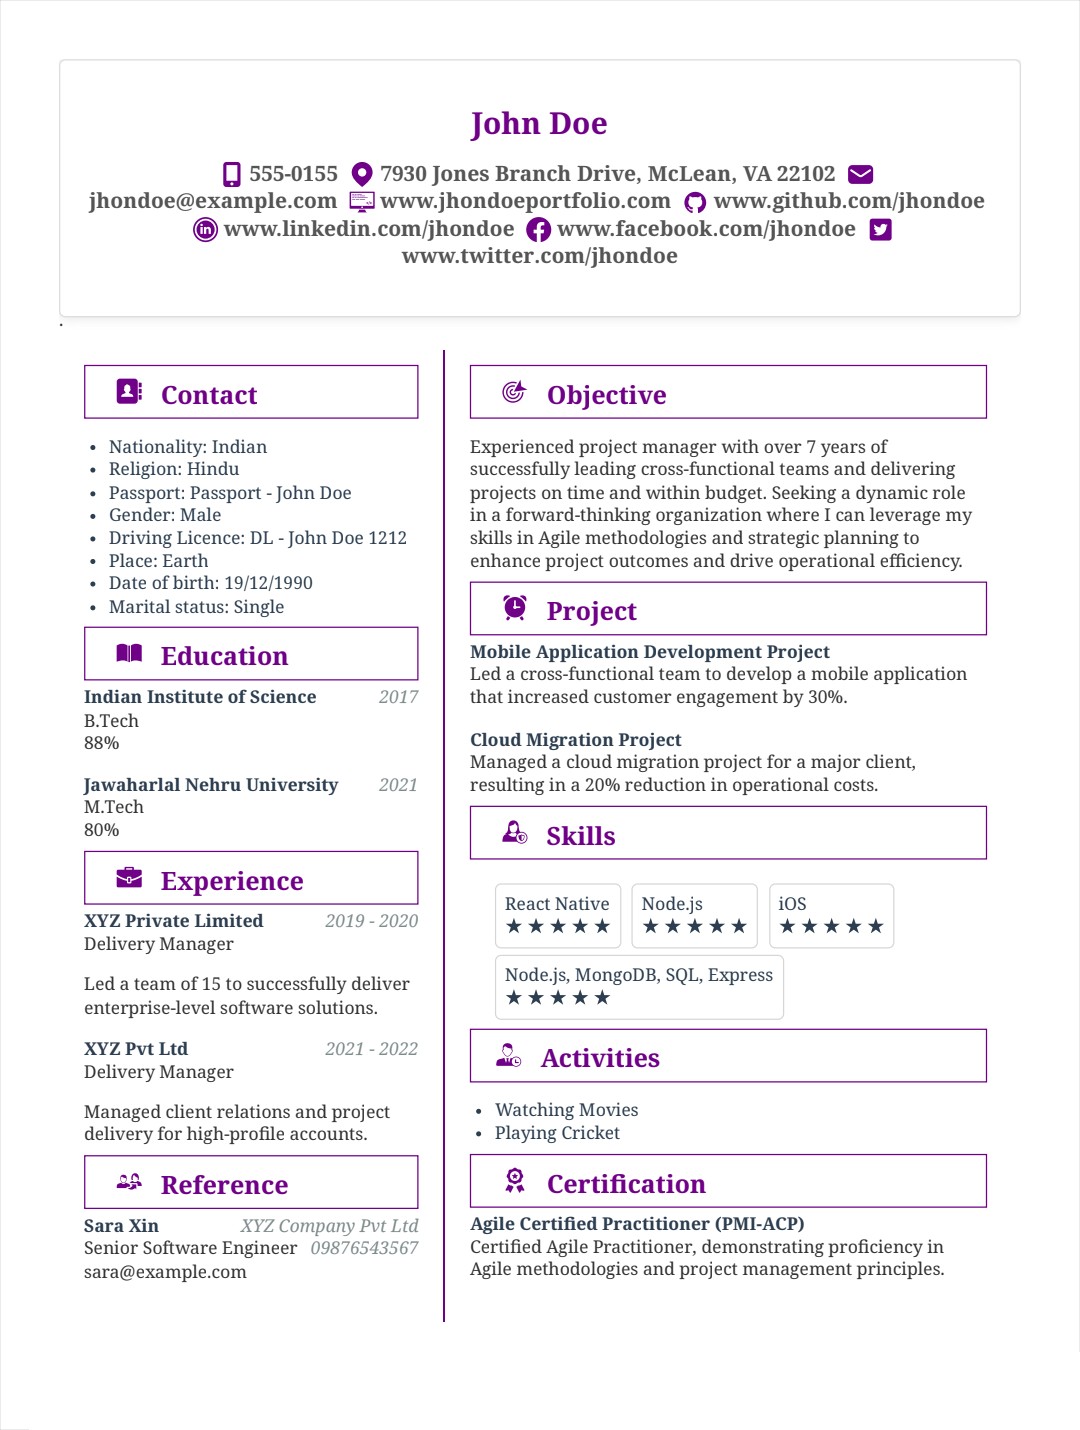 John Doe
555-0155 7930 Jones Branch Drive, McLean, VA 22102
jhondoe@example.com www.jhondoeportfolio.com www.github.com/jhondoe
www.linkedin.com/jhondoe www.facebook.com/jhondoe
www.twitter.com/jhondoe
.
Contact
• Nationality: Indian
• Religion: Hindu
• Passport: Passport - John Doe
• Gender: Male
• Driving Licence: DL - John Doe 1212
• Place: Earth
• Date of birth: 19/12/1990
• Marital status: Single
Education
Indian Institute of Science 2017
B.Tech
88%
Jawaharlal Nehru University 2021
M.Tech
80%
Experience
XYZ Private Limited 2019 - 2020
Delivery Manager
Led a team of 15 to successfully deliver
enterprise-level software solutions.
XYZ Pvt Ltd 2021 - 2022
Delivery Manager
Managed client relations and project
delivery for high-profile accounts.
Reference
Sara Xin XYZ Company Pvt Ltd
Senior Software Engineer 09876543567
sara@example.com
Objective
Experienced project manager with over 7 years of
successfully leading cross-functional teams and delivering
projects on time and within budget. Seeking a dynamic role
in a forward-thinking organization where I can leverage my
skills in Agile methodologies and strategic planning to
enhance project outcomes and drive operational efficiency.
Project
Mobile Application Development Project
Led a cross-functional team to develop a mobile application
that increased customer engagement by 30%.
Cloud Migration Project
Managed a cloud migration project for a major client,
resulting in a 20% reduction in operational costs.
Skills
React Native Node.js iOS
★★★★★ ★★★★★ ★★★★★
Node.js, MongoDB, SQL, Express
★★★★★
Activities
• Watching Movies
• Playing Cricket
Certification
Agile Certified Practitioner (PMI-ACP)
Certified Agile Practitioner, demonstrating proficiency in
Agile methodologies and project management principles.